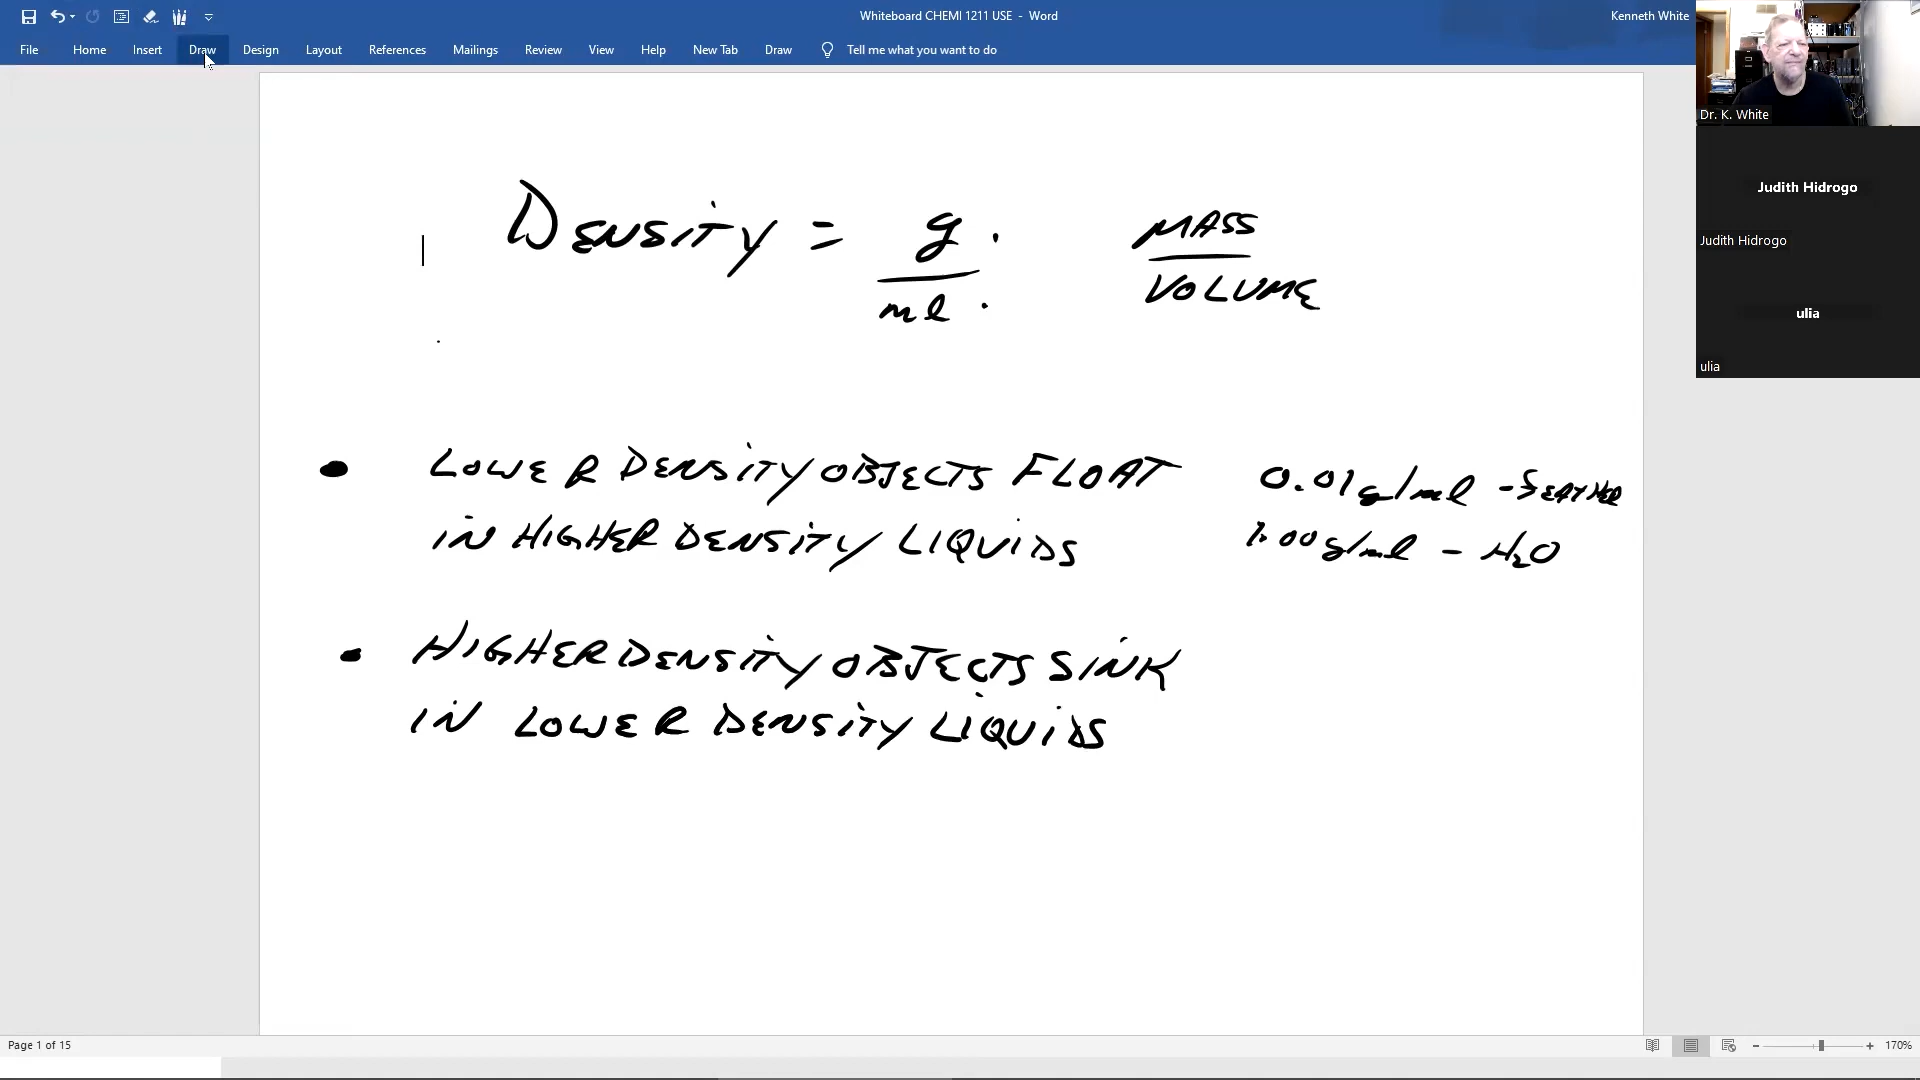 Whiteboard CHEMI 1211 USE - Word
Kenneth White
File Home Insert Draw Design Layout References Mailings Review View Help New Tab Draw Tell me what you want to do
Dr. K. White
Judith Hidrogo
Judith Hidrogo
ulia
ulia
DENSITY = g. MASS
ml. VOLUME
LOWER DENSITY OBJECTS FLOAT 0.01g/ml - FEATHER
IN HIGHER DENSITY LIQUIDS 1.00g/ml - H₂O
HIGHER DENSITY OBJECTS SINK
IN LOWER DENSITY LIQUIDS
Page 1 of 15
170%